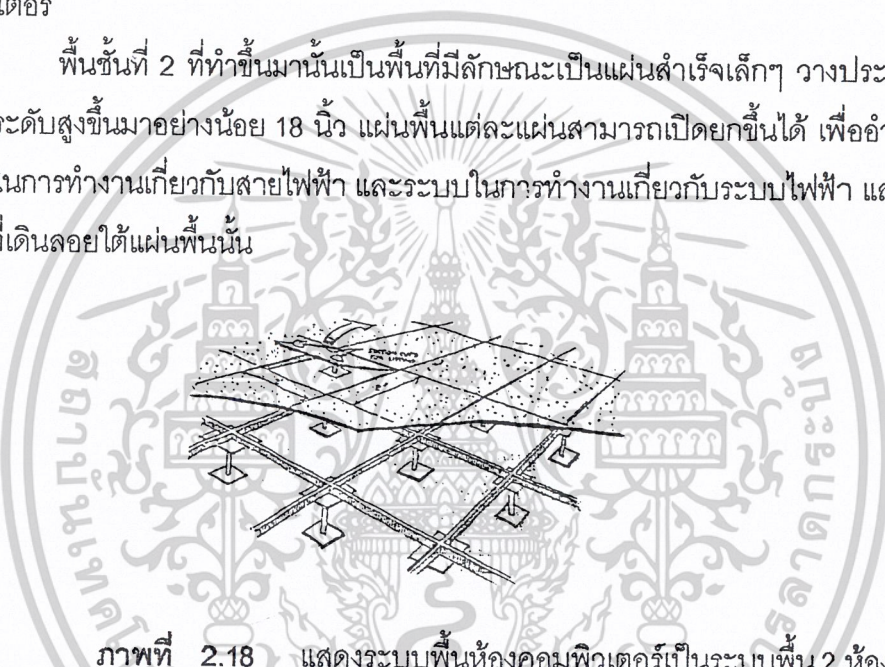 พื้นชั้นที่ 2 ที่ทำขึ้นมานั้นเป็นพื้นที่มีลักษณะเป็นแผ่นสำเร็จเล็กๆ วางประ
ระดับสูงขึ้นมาอย่างน้อย 18 นิ้ว แผ่นพื้นแต่ละแผ่นสามารถเปิดยกขึ้นได้ เพื่ออำ
นการทำงานเกี่ยวกับสายไฟฟ้า และระบบในการทำงานเกี่ยวกับระบบไฟฟ้า แล
ี่เดินลอยใต้แผ่นพื้นนั้น
ภาพที่ 2.18 แสดงระบบพื้นห้องคอมพิวเตอร์เป็นระบบพื้น 2 ห้อง